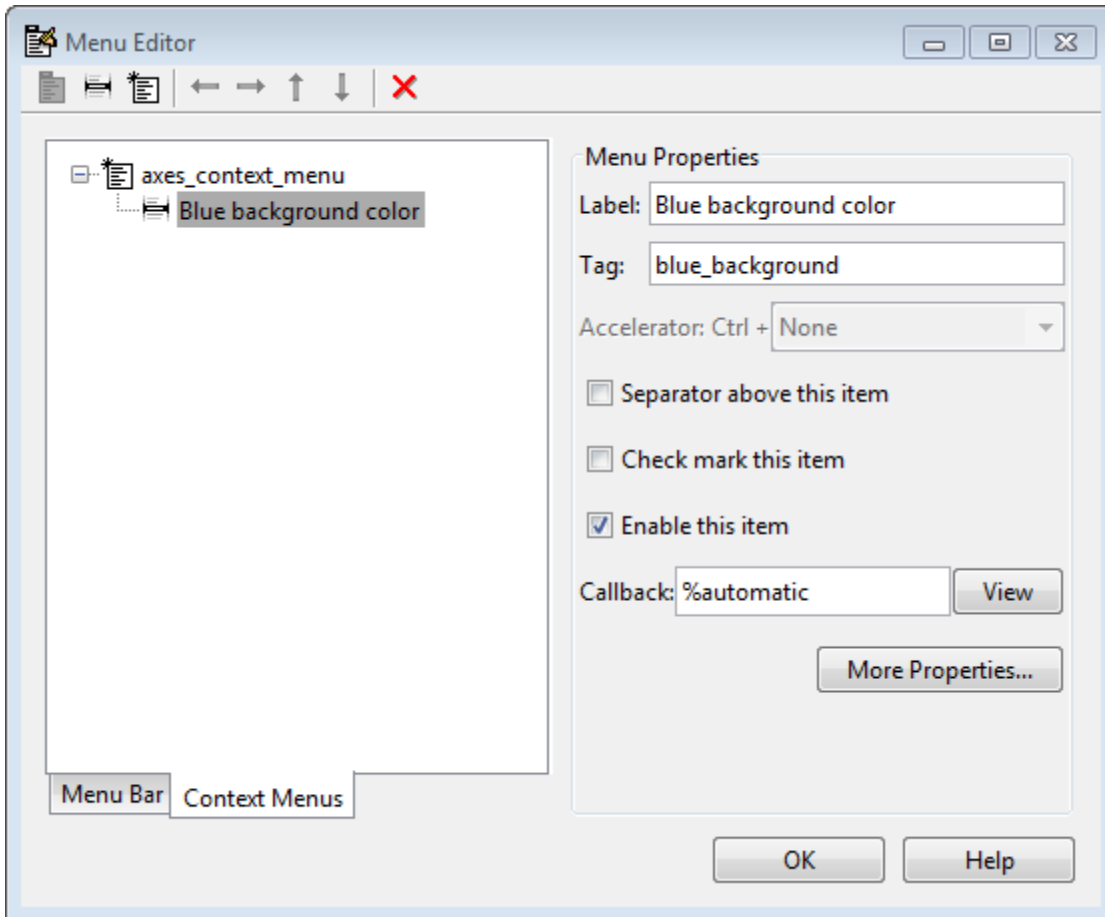 Menu Editor
axes_context_menu
Blue background color
Menu Bar
Context Menus
Menu Properties
Label: Blue background color
Tag: blue_background
Accelerator: Ctrl + None
Separator above this item
Check mark this item
Enable this item
Callback: %automatic View
More Properties...
OK Help